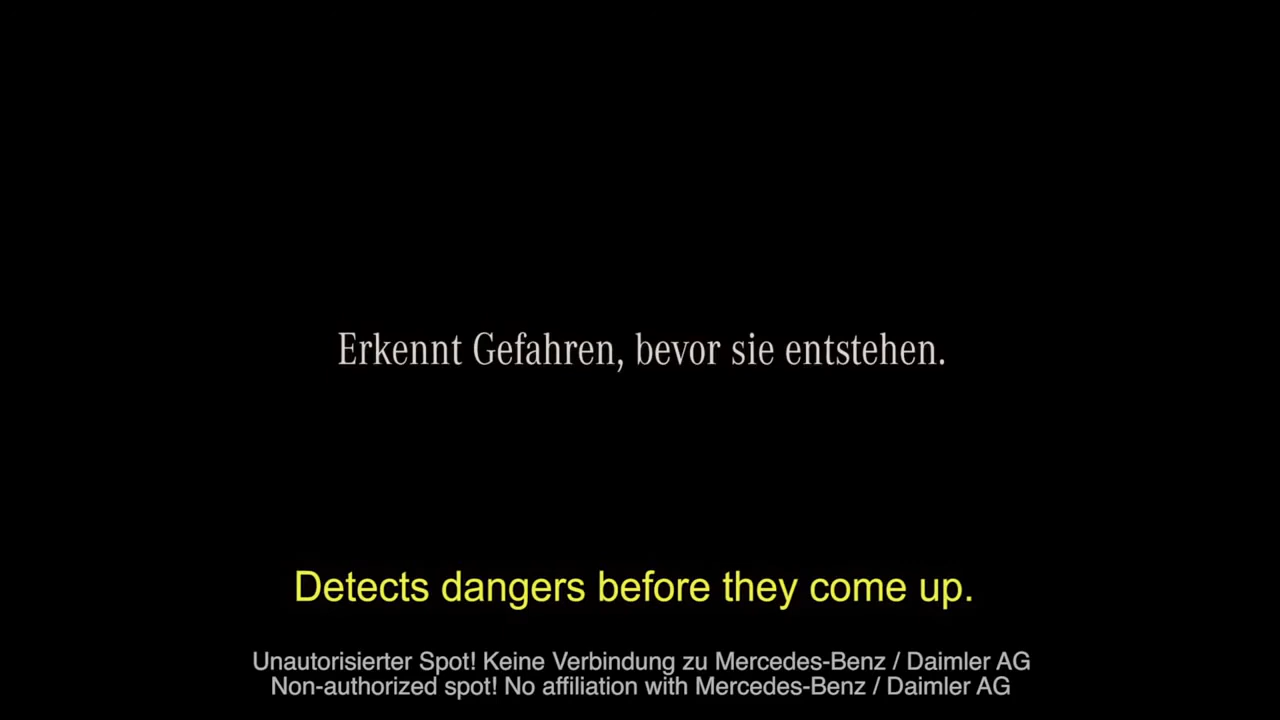 Erkennt Gefahren, bevor sie entstehen.
Detects dangers before they come up.
Unautorisierter Spot! Keine Verbindung zu Mercedes-Benz / Daimler AG
Non-authorized spot! No affiliation with Mercedes-Benz / Daimler AG